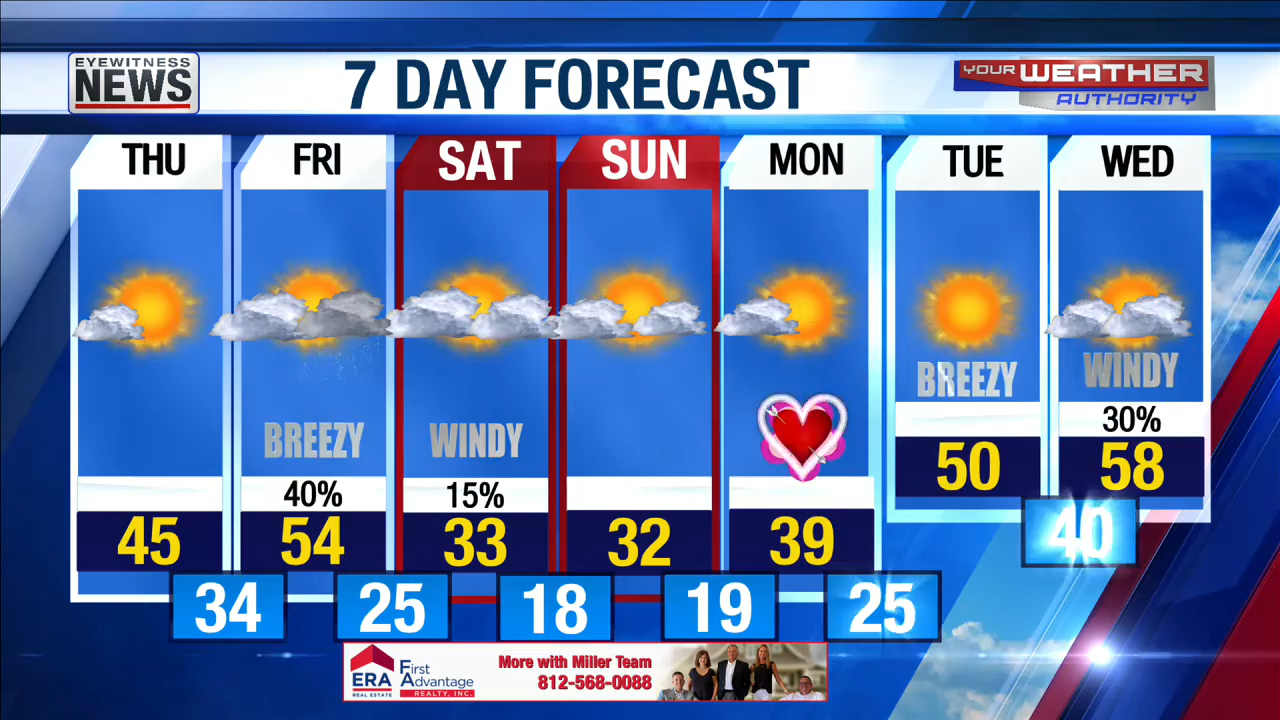 EYEWITNESS
NEWS
7 DAY FORECAST
YOUR WEATHER
AUTHORITY
THU
FRI
SAT
SUN
MON
TUE
WED
BREEZY
WINDY
BREEZY
WINDY
40%
15%
30%
45
54
33
32
39
50
58
34
25
18
19
25
40
ERA
REAL ESTATE
First
Advantage
REALTY, INC.
More with Miller Team
812-568-0088